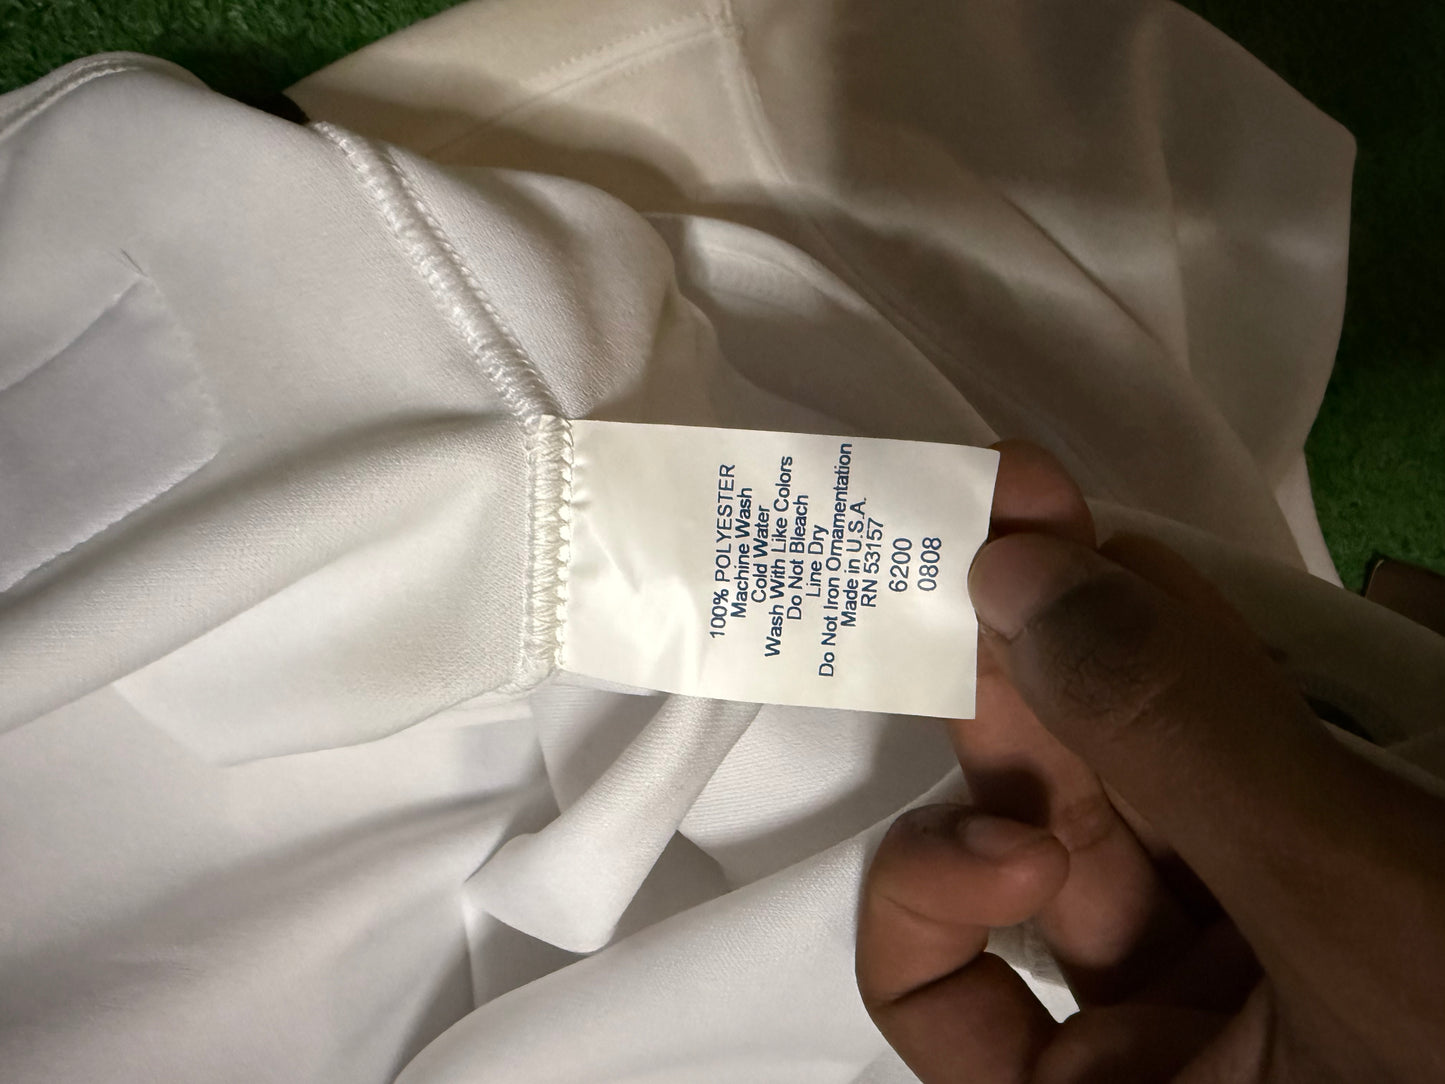 100% POLYESTER
Machine Wash
Cold Water
Wash With Like Colors
Do Not Bleach
Line Dry
Do Not Iron Ornamentation
Made in U.S.A.
RN 53157
6200
0808